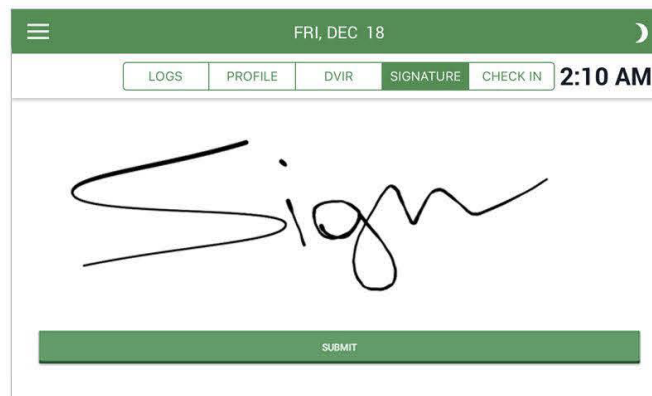 FRI, DEC 18
LOGS PROFILE DVIR SIGNATURE CHECK IN 2:10 AM
Sign
SUBMIT